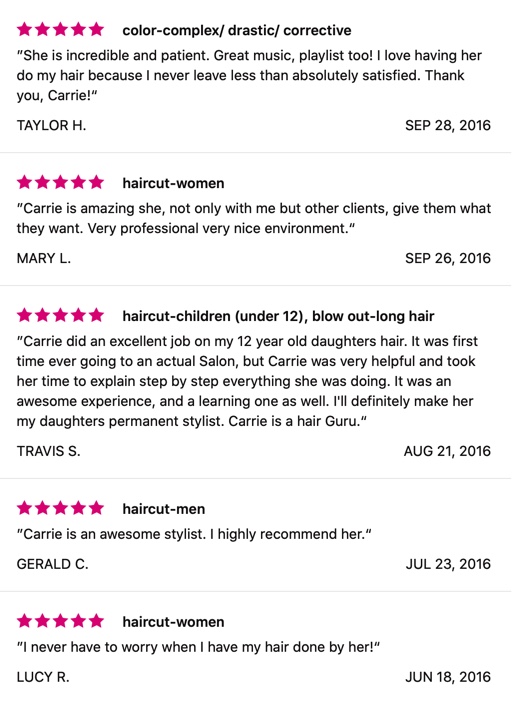 color-complex/ drastic/ corrective
”She is incredible and patient. Great music, playlist too! I love having her
do my hair because I never leave less than absolutely satisfied. Thank
you, Carrie!“
TAYLOR H. SEP 28, 2016
haircut-women
”Carrie is amazing she, not only with me but other clients, give them what
they want. Very professional very nice environment.“
MARY L. SEP 26, 2016
haircut-children (under 12), blow out-long hair
”Carrie did an excellent job on my 12 year old daughters hair. It was first
time ever going to an actual Salon, but Carrie was very helpful and took
her time to explain step by step everything she was doing. It was an
awesome experience, and a learning one as well. I'll definitely make her
my daughters permanent stylist. Carrie is a hair Guru.“
TRAVIS S. AUG 21, 2016
haircut-men
”Carrie is an awesome stylist. I highly recommend her.“
GERALD C. JUL 23, 2016
haircut-women
”I never have to worry when I have my hair done by her!“
LUCY R. JUN 18, 2016